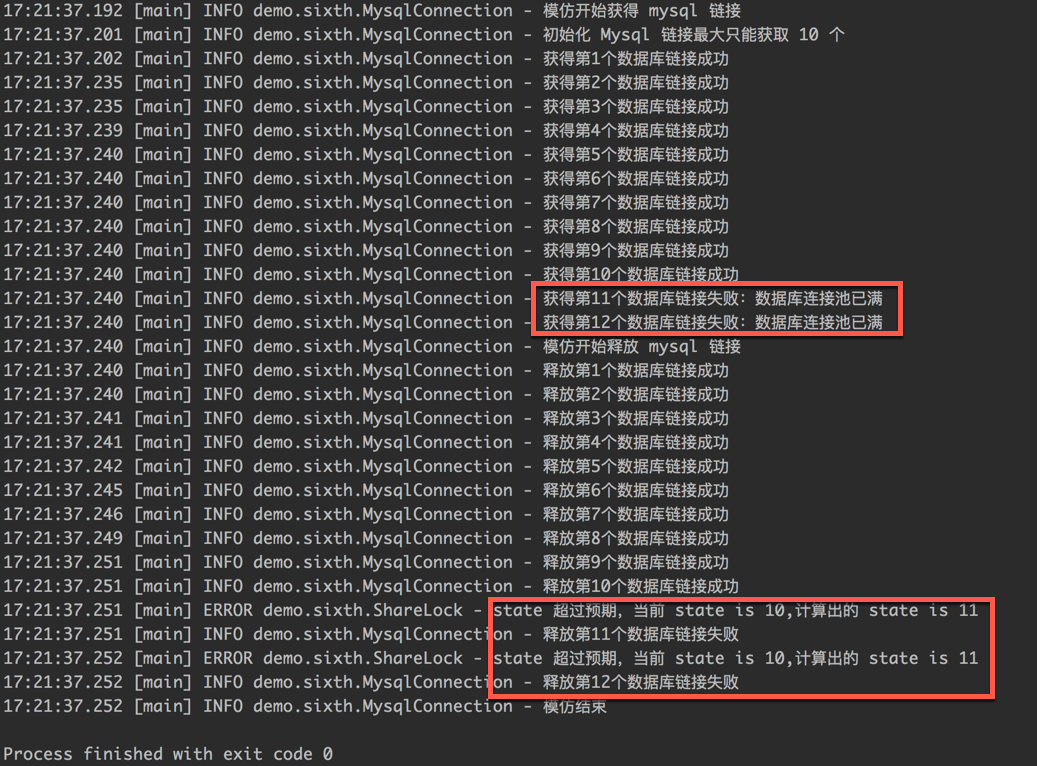 17:21:37.192 [main] INFO demo.sixth.MysqlConnection - 模仿开始获得 mysql 链接
17:21:37.201 [main] INFO demo.sixth.MysqlConnection - 初始化 Mysql 链接最大只能获取 10 个
17:21:37.202 [main] INFO demo.sixth.MysqlConnection - 获得第1个数据库链接成功
17:21:37.235 [main] INFO demo.sixth.MysqlConnection - 获得第2个数据库链接成功
17:21:37.235 [main] INFO demo.sixth.MysqlConnection - 获得第3个数据库链接成功
17:21:37.239 [main] INFO demo.sixth.MysqlConnection - 获得第4个数据库链接成功
17:21:37.240 [main] INFO demo.sixth.MysqlConnection - 获得第5个数据库链接成功
17:21:37.240 [main] INFO demo.sixth.MysqlConnection - 获得第6个数据库链接成功
17:21:37.240 [main] INFO demo.sixth.MysqlConnection - 获得第7个数据库链接成功
17:21:37.240 [main] INFO demo.sixth.MysqlConnection - 获得第8个数据库链接成功
17:21:37.240 [main] INFO demo.sixth.MysqlConnection - 获得第9个数据库链接成功
17:21:37.240 [main] INFO demo.sixth.MysqlConnection - 获得第10个数据库链接成功
17:21:37.240 [main] INFO demo.sixth.MysqlConnection - 获得第11个数据库链接失败：数据库连接池已满
17:21:37.240 [main] INFO demo.sixth.MysqlConnection - 获得第12个数据库链接失败：数据库连接池已满
17:21:37.240 [main] INFO demo.sixth.MysqlConnection - 模仿开始释放 mysql 链接
17:21:37.240 [main] INFO demo.sixth.MysqlConnection - 释放第1个数据库链接成功
17:21:37.240 [main] INFO demo.sixth.MysqlConnection - 释放第2个数据库链接成功
17:21:37.241 [main] INFO demo.sixth.MysqlConnection - 释放第3个数据库链接成功
17:21:37.241 [main] INFO demo.sixth.MysqlConnection - 释放第4个数据库链接成功
17:21:37.242 [main] INFO demo.sixth.MysqlConnection - 释放第5个数据库链接成功
17:21:37.245 [main] INFO demo.sixth.MysqlConnection - 释放第6个数据库链接成功
17:21:37.246 [main] INFO demo.sixth.MysqlConnection - 释放第7个数据库链接成功
17:21:37.249 [main] INFO demo.sixth.MysqlConnection - 释放第8个数据库链接成功
17:21:37.251 [main] INFO demo.sixth.MysqlConnection - 释放第9个数据库链接成功
17:21:37.251 [main] INFO demo.sixth.MysqlConnection - 释放第10个数据库链接成功
17:21:37.251 [main] ERROR demo.sixth.ShareLock - state 超过预期，当前 state is 10,计算出的 state is 11
17:21:37.251 [main] INFO demo.sixth.MysqlConnection - 释放第11个数据库链接失败
17:21:37.252 [main] ERROR demo.sixth.ShareLock - state 超过预期，当前 state is 10,计算出的 state is 11
17:21:37.252 [main] INFO demo.sixth.MysqlConnection - 释放第12个数据库链接失败
17:21:37.252 [main] INFO demo.sixth.MysqlConnection - 模仿结束
Process finished with exit code 0